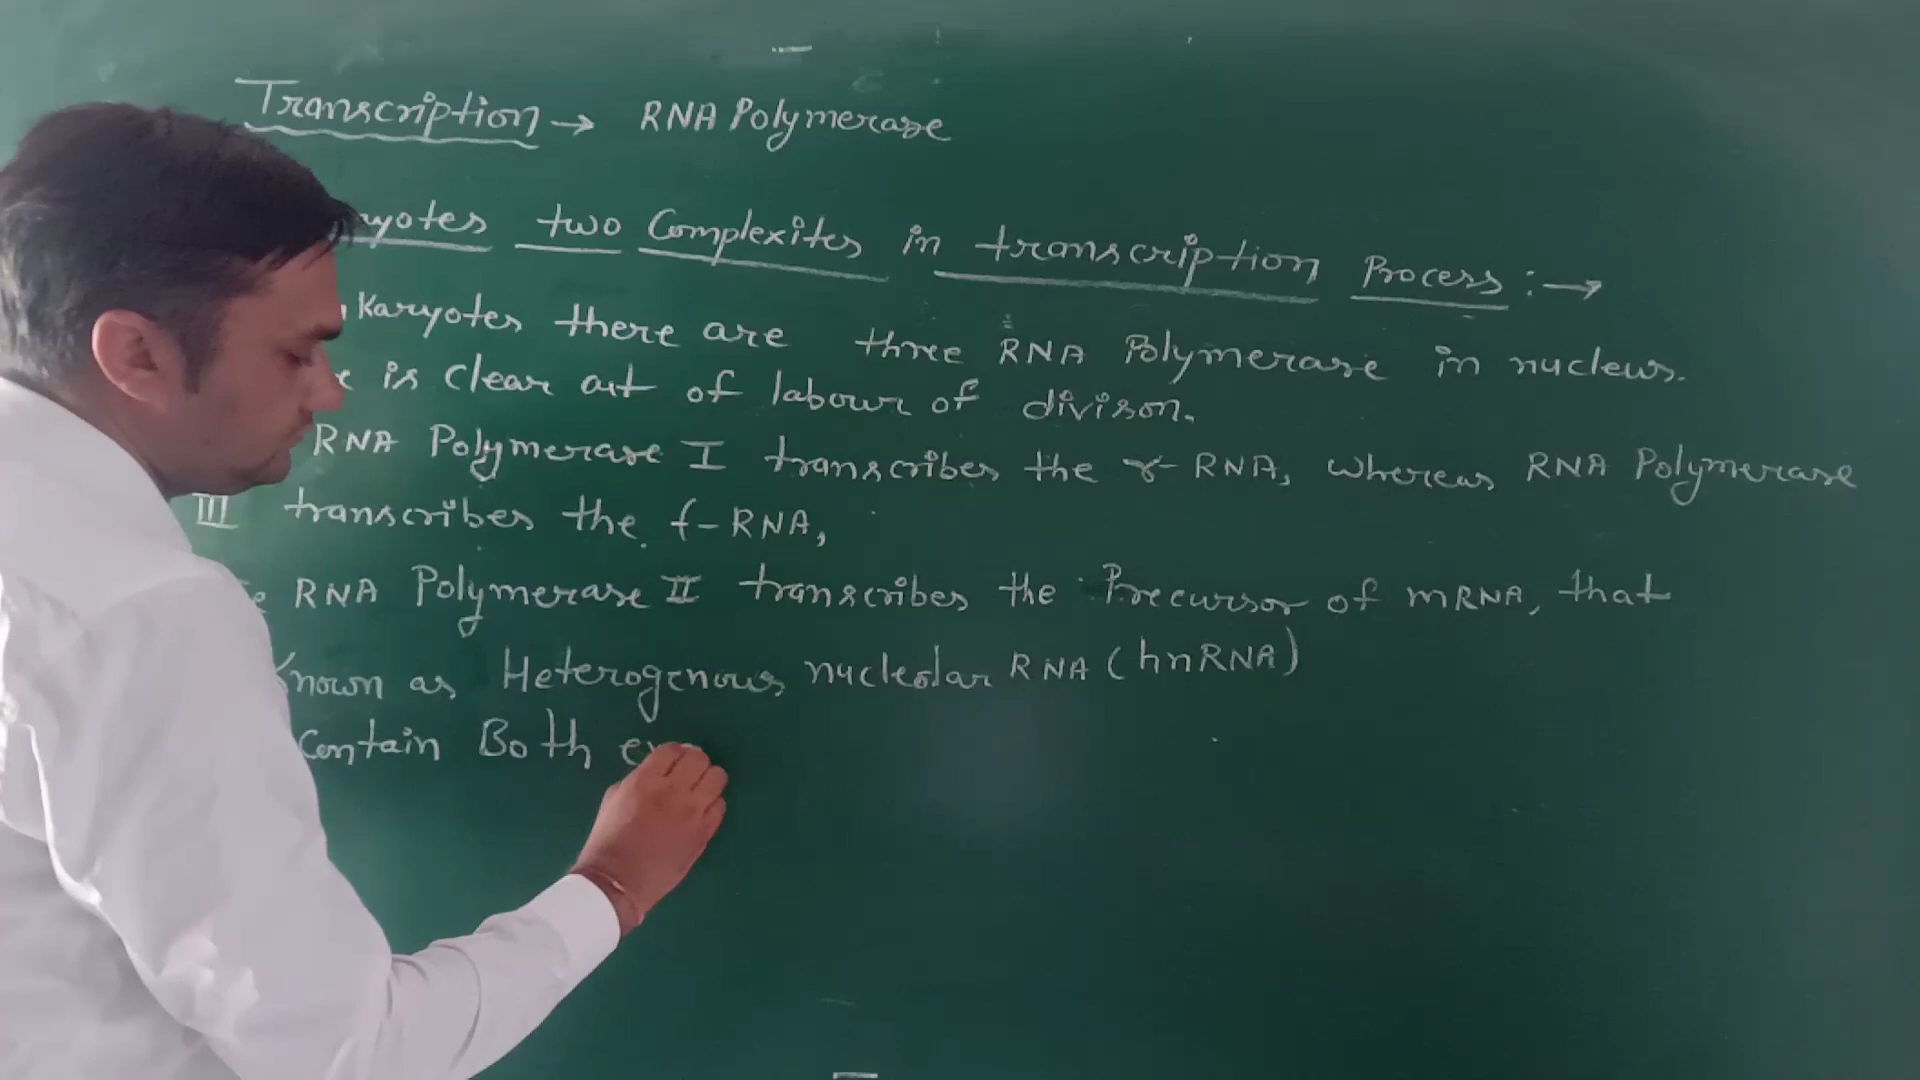 Transcription → RNA Polymerase
ryotes two Complexites in transcription Process :→
Karyotes there are three RNA Polymerase in nucleus.
is clear cut of labour of divison.
RNA Polymerase I transcribes the r-RNA, whereas RNA Polymerase
III transcribes the t-RNA,
RNA Polymerase II transcribes the Precursor of mRNA, that
Known as Heterogenous nucleolar RNA (hnRNA)
Contain Both